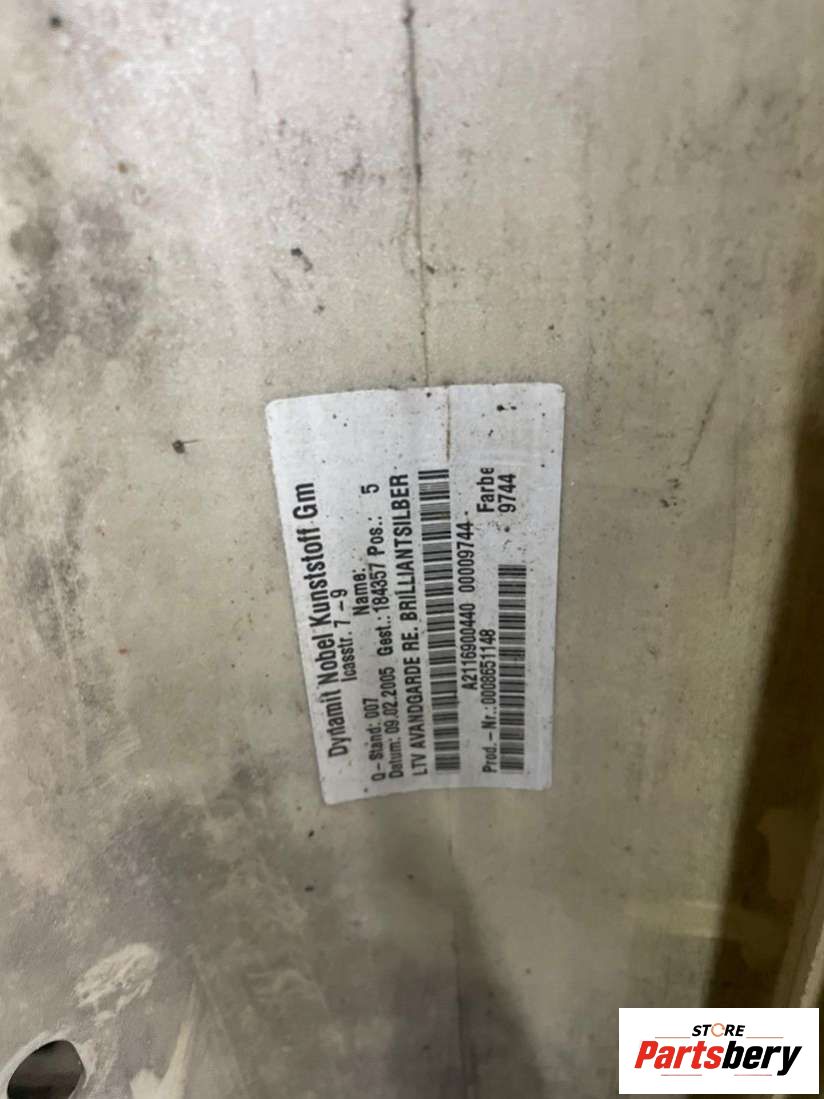 Dynamit Nobel Kunststoff Gm
Icasstr. 7-9
Q-Stand: 007 Name:
Datum: 09.02.2005 Gest.: 184357 Pos.: 5
LTV AVANDGARDE RE. BRILLIANTSILBER
A2116900440 00009744
Prod.-Nr.: 0008651148 Farbe
9744
STORE
Partsbery